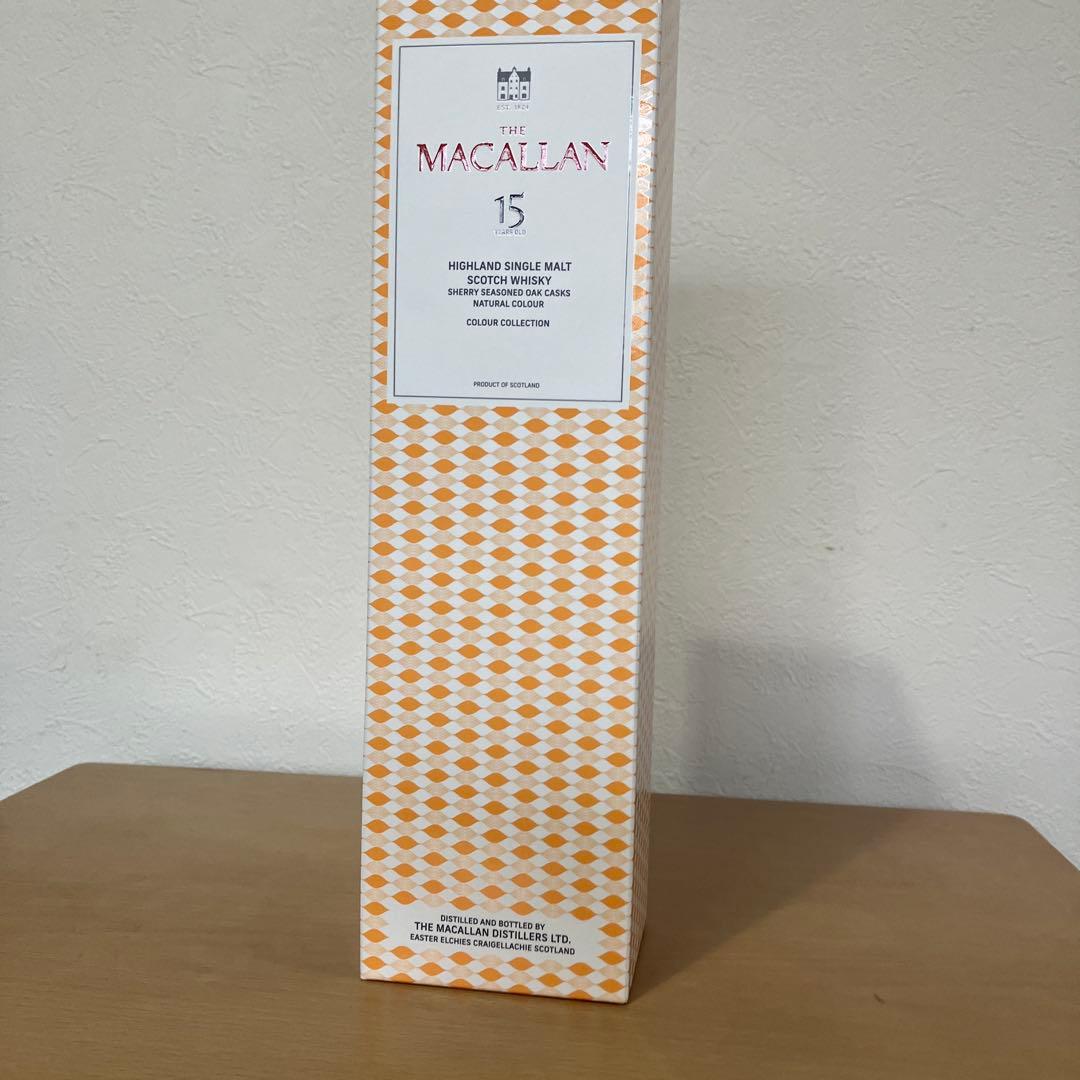 EST. 1824
THE
MACALLAN
15
YEARS OLD
HIGHLAND SINGLE MALT
SCOTCH WHISKY
SHERRY SEASONED OAK CASKS
NATURAL COLOUR
COLOUR COLLECTION
PRODUCT OF SCOTLAND
DISTILLED AND BOTTLED BY
THE MACALLAN DISTILLERS LTD.
EASTER ELCHIES CRAIGELLACHIE SCOTLAND